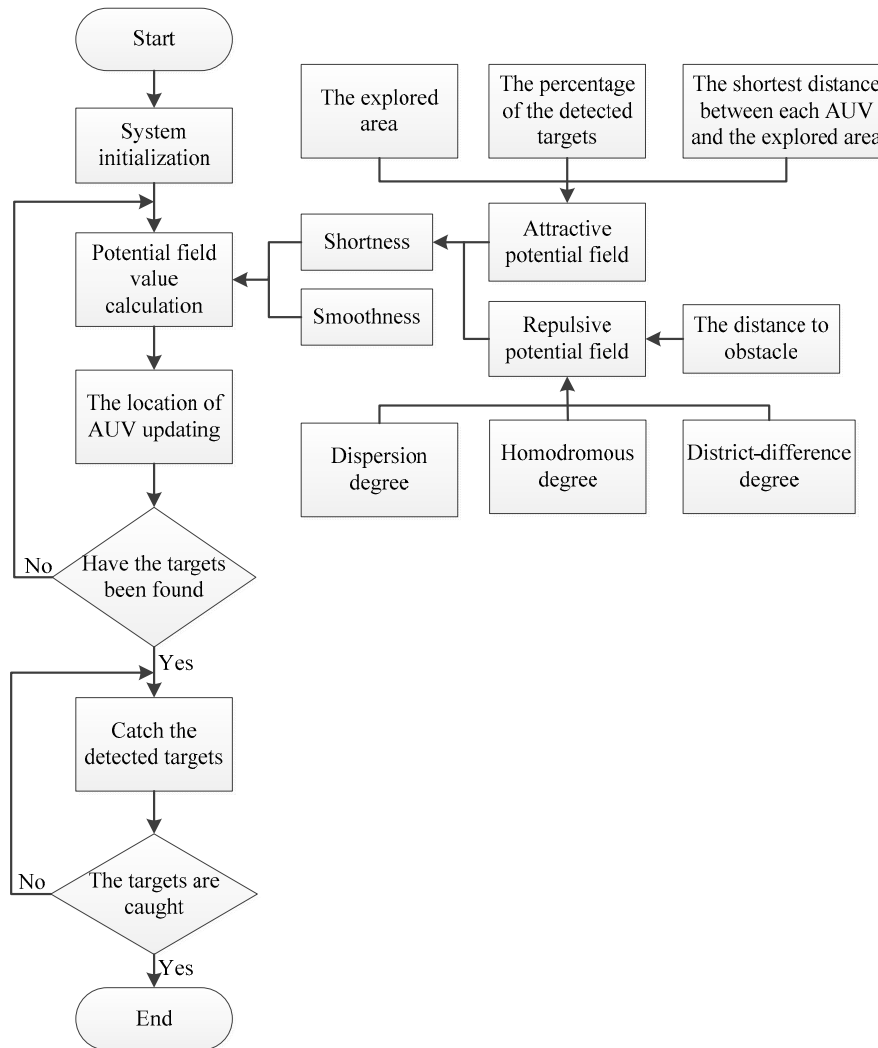 Start
System
initialization
Potential field
value
calculation
The location of
AUV updating
No
Have the targets
been found
Yes
Catch the
detected targets
No
The targets are
caught
Yes
End
The explored
area
The percentage
of the detected
targets
The shortest distance
between each AUV
and the explored area
Shortness
Smoothness
Attractive
potential field
Repulsive
potential field
The distance to
obstacle
Dispersion
degree
Homodromous
degree
District-difference
degree